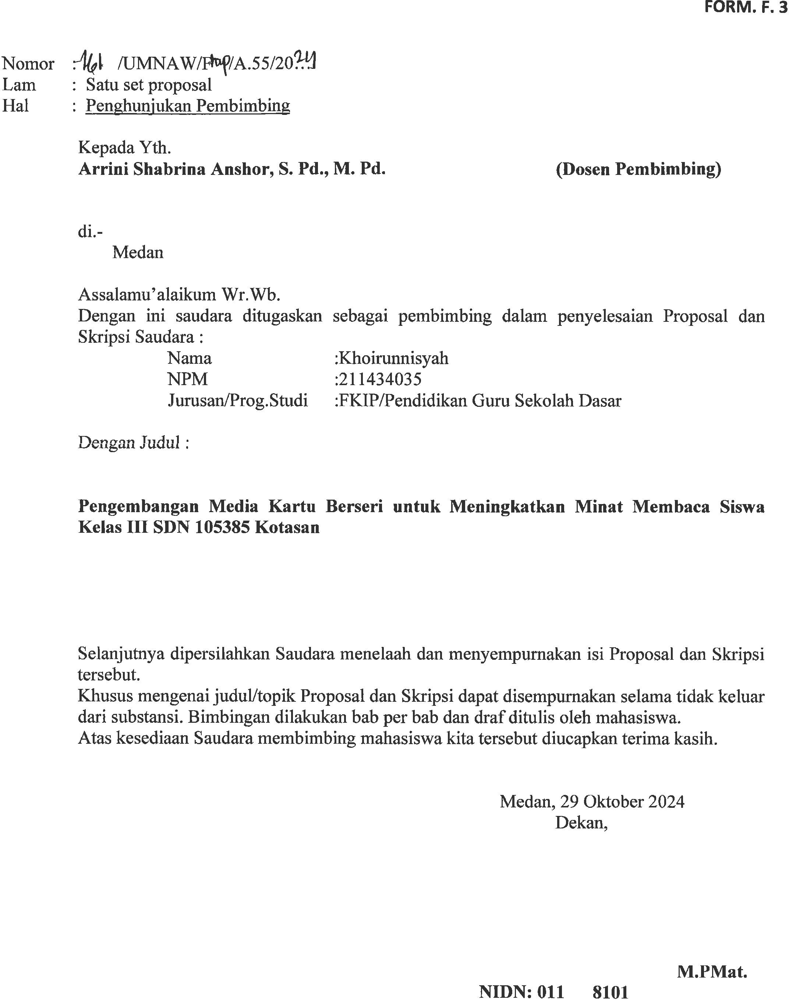 FORM. F. 3
Nomor : 161 /UMNAW/F /A.55/2024
Lam : Satu set proposal
Hal : Penghunjukan Pembimbing
Kepada Yth.
Arrini Shabrina Anshor, S. Pd., M. Pd. (Dosen Pembimbing)
di.-
Medan
Assalamu'alaikum Wr.Wb.
Dengan ini saudara ditugaskan sebagai pembimbing dalam penyelesaian Proposal dan
Skripsi Saudara :
Nama :Khoirunnisyah
NPM :211434035
Jurusan/Prog.Studi :FKIP/Pendidikan Guru Sekolah Dasar
Dengan Judul :
Pengembangan Media Kartu Berseri untuk Meningkatkan Minat Membaca Siswa
Kelas III SDN 105385 Kotasan
Selanjutnya dipersilahkan Saudara menelaah dan menyempurnakan isi Proposal dan Skripsi
tersebut.
Khusus mengenai judul/topik Proposal dan Skripsi dapat disempurnakan selama tidak keluar
dari substansi. Bimbingan dilakukan bab per bab dan draf ditulis oleh mahasiswa.
Atas kesediaan Saudara membimbing mahasiswa kita tersebut diucapkan terima kasih.
Medan, 29 Oktober 2024
Dekan,
M.PMat.
NIDN: 011 8101